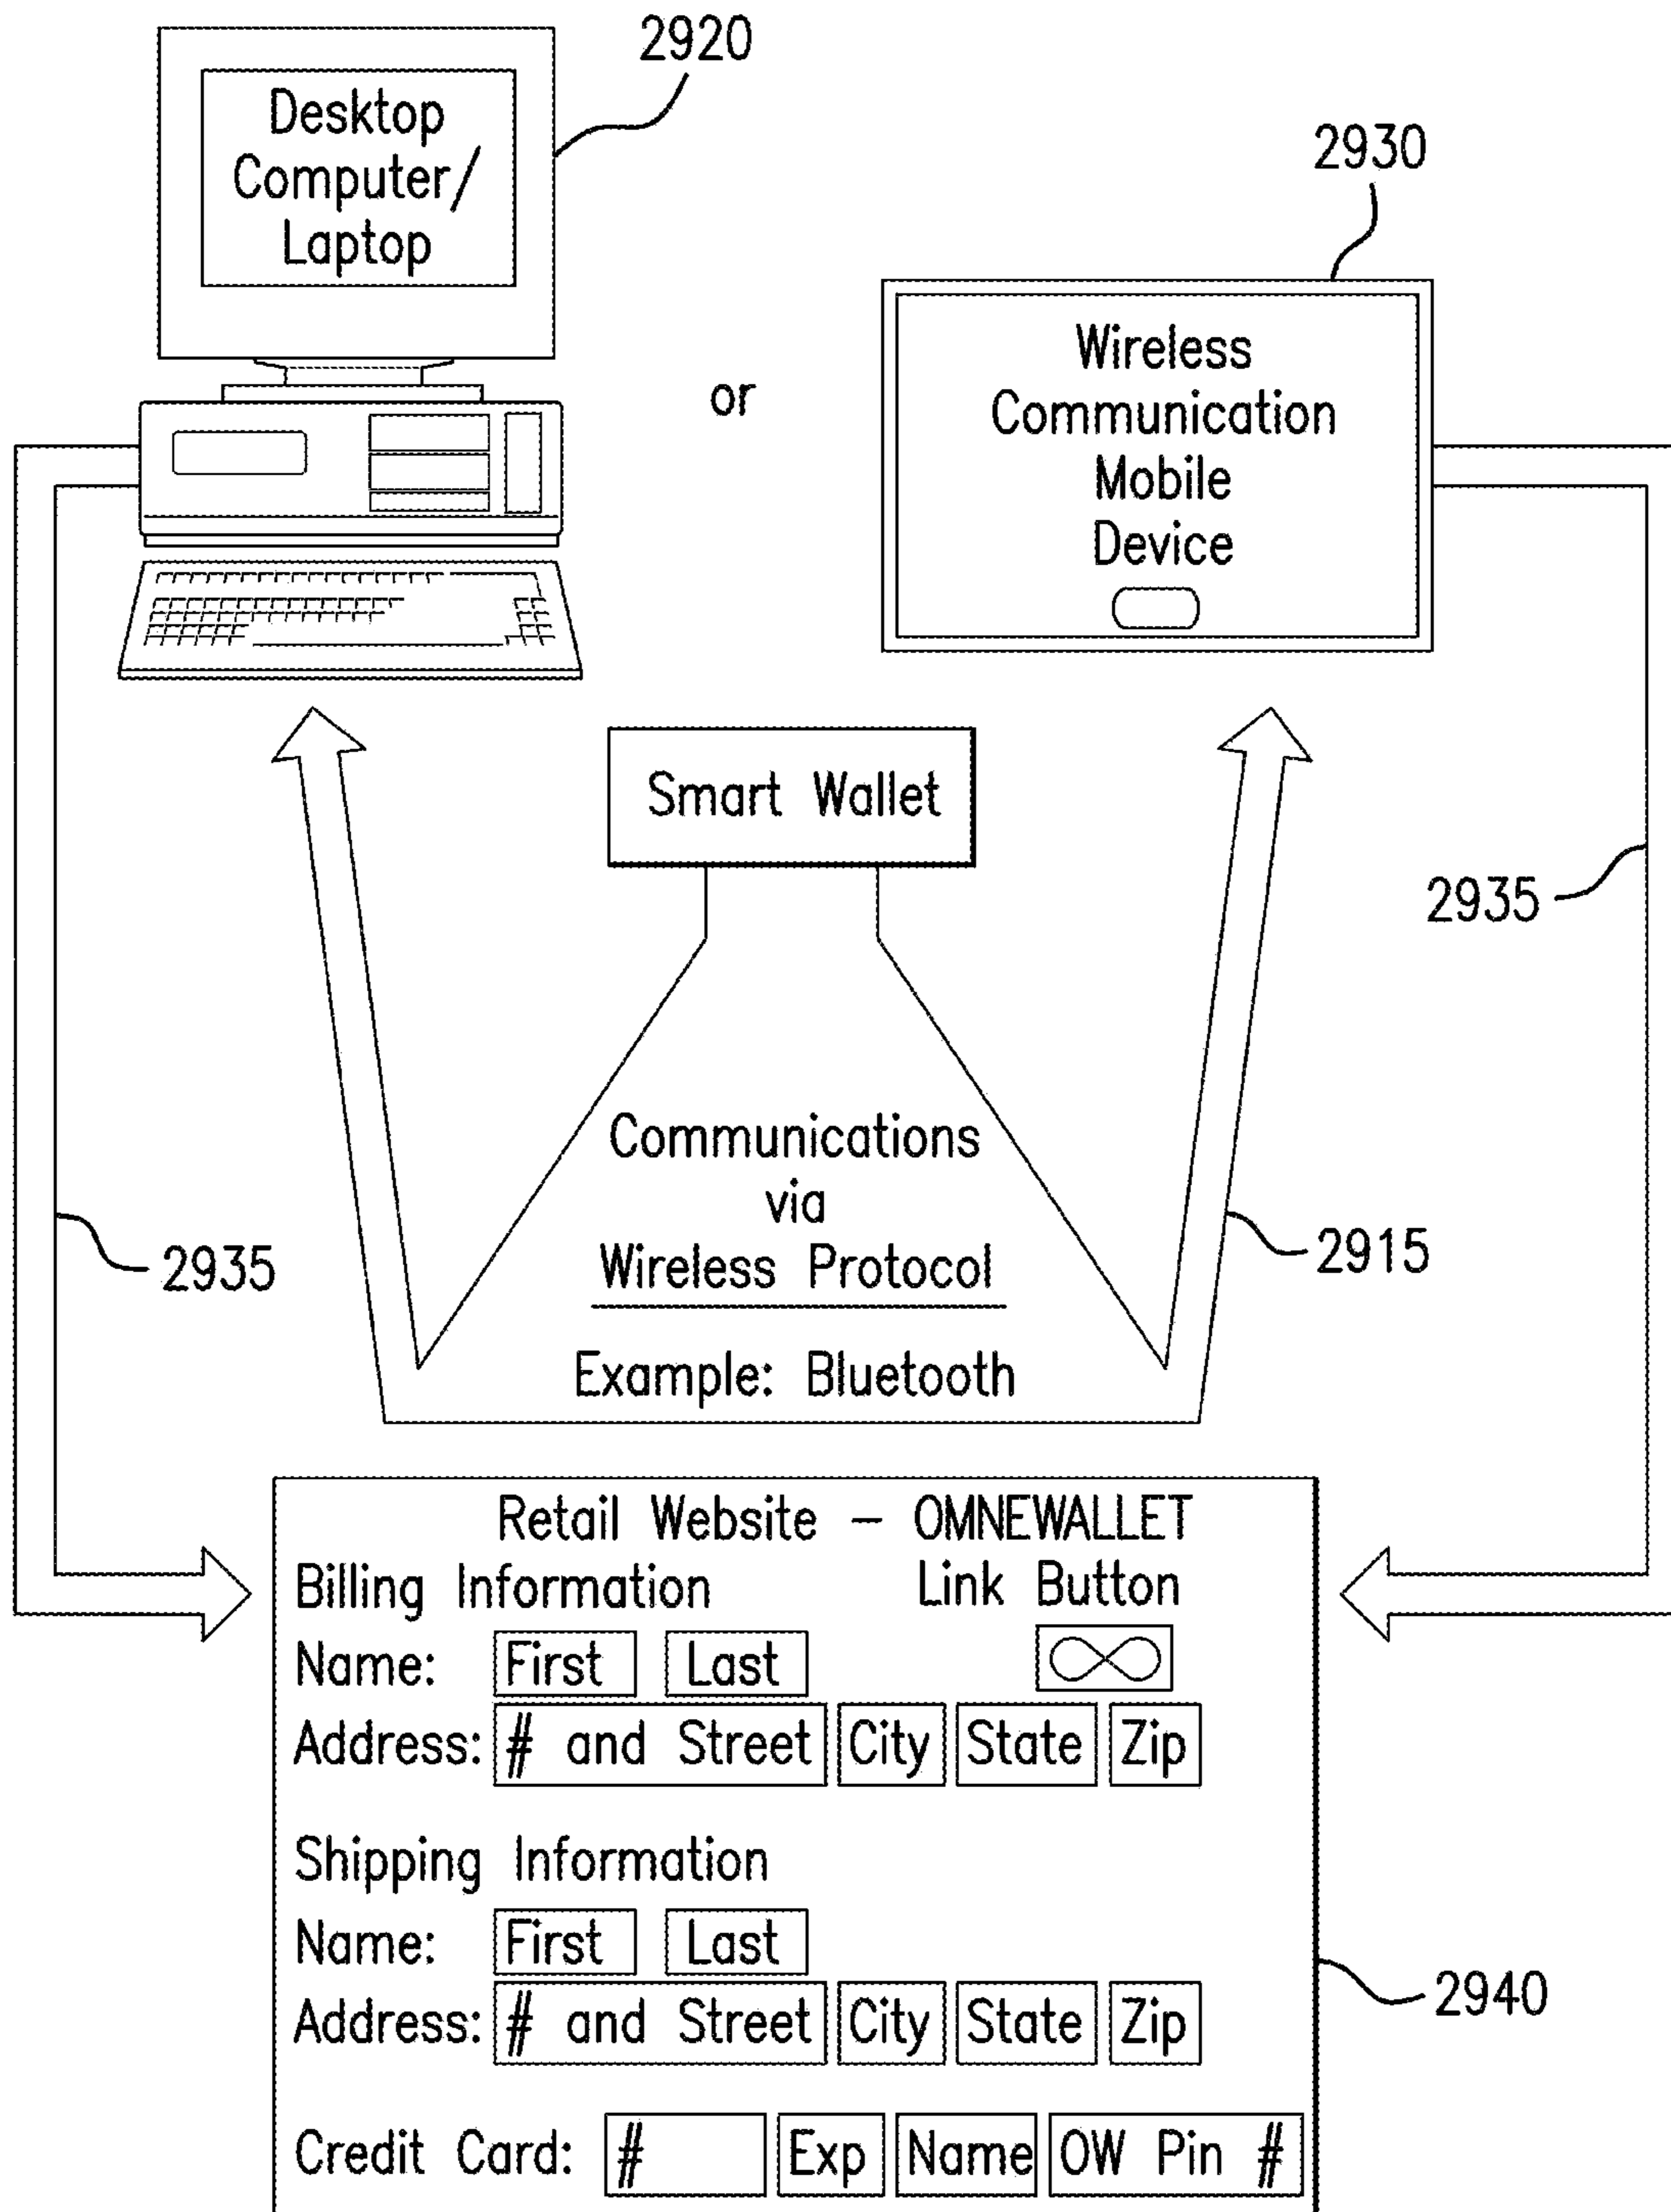 2920
Desktop
Computer/
Laptop
2930
or
Wireless
Communication
Mobile
Device
Smart Wallet
2935
Communications
via
Wireless Protocol
Example: Bluetooth
2935
2915
Retail Website – OMNEWALLET
Billing Information Link Button
Name: First Last
Address: # and Street City State Zip
Shipping Information
Name: First Last
Address: # and Street City State Zip
2940
Credit Card: # Exp Name OW Pin #